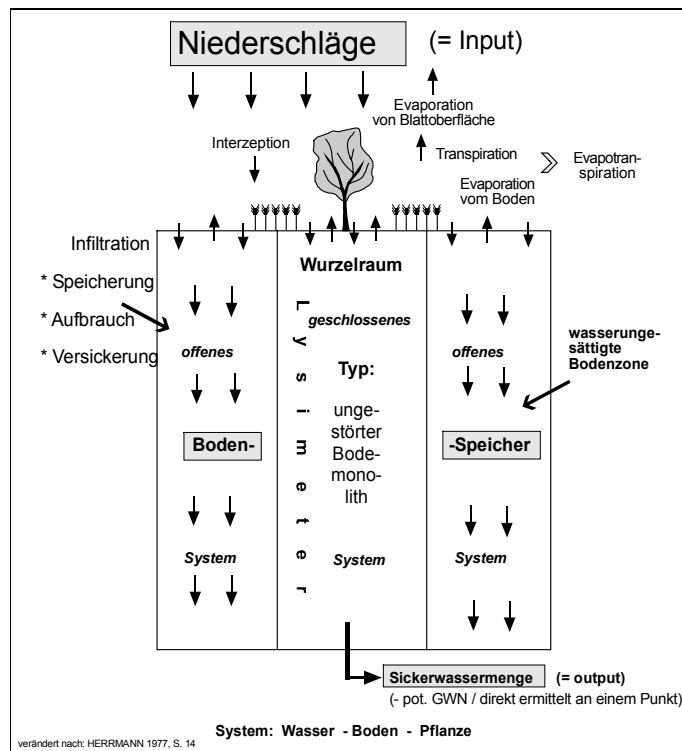 Niederschläge (= Input)
Evaporation
von Blattoberfläche
Interzeption
Transpiration
Evapotran-
spiration
Evaporation
vom Boden
Infiltration
* Speicherung
* Aufbrauch
* Versickerung
Wurzelraum
Lysimeter
geschlossenes
offenes
offenes
wasserunge-
sättigte
Bodenzone
Typ:
unge-
störter
Bode-
mono-
lith
Boden-
-Speicher
System
System
System
Sickerwassermenge (= output)
(- pot. GWN / direkt ermittelt an einem Punkt)
System: Wasser - Boden - Pflanze
verändert nach: HERRMANN 1977, S. 14